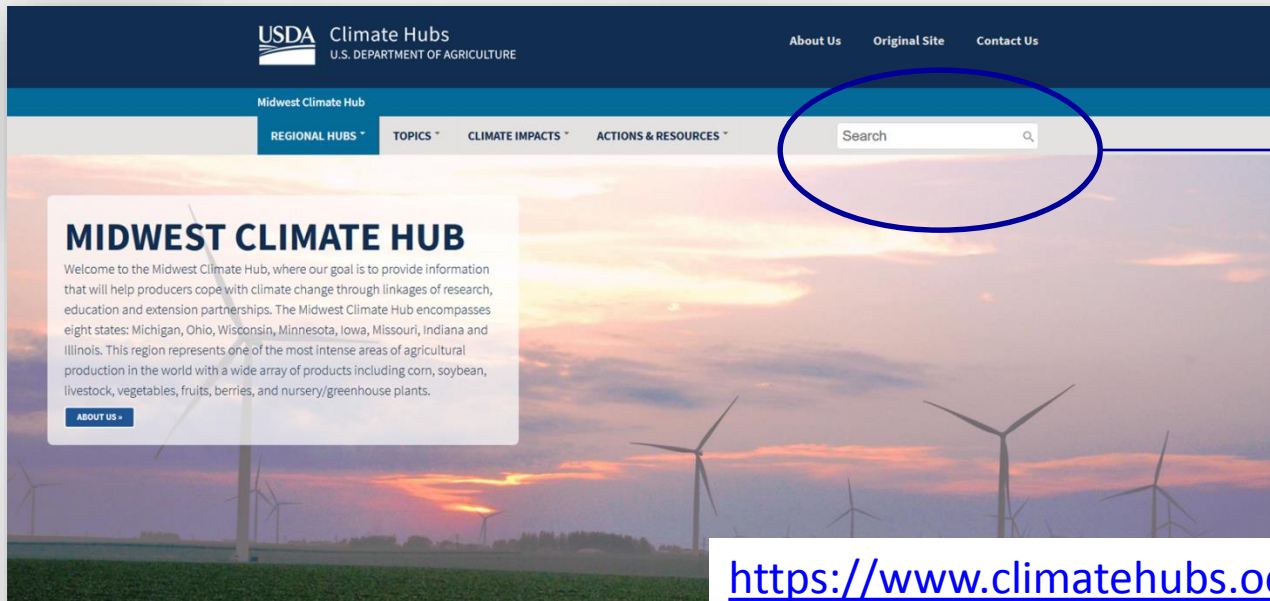 USDA
Climate Hubs
U.S. DEPARTMENT OF AGRICULTURE
About Us Original Site Contact Us
Midwest Climate Hub
REGIONAL HUBS TOPICS CLIMATE IMPACTS ACTIONS & RESOURCES
Search
MIDWEST CLIMATE HUB
Welcome to the Midwest Climate Hub, where our goal is to provide information
that will help producers cope with climate change through linkages of research,
education and extension partnerships. The Midwest Climate Hub encompasses
eight states: Michigan, Ohio, Wisconsin, Minnesota, Iowa, Missouri, Indiana and
Illinois. This region represents one of the most intense areas of agricultural
production in the world with a wide array of products including corn, soybean,
livestock, vegetables, fruits, berries, and nursery/greenhouse plants.
ABOUT US »
https://www.climatehubs.o